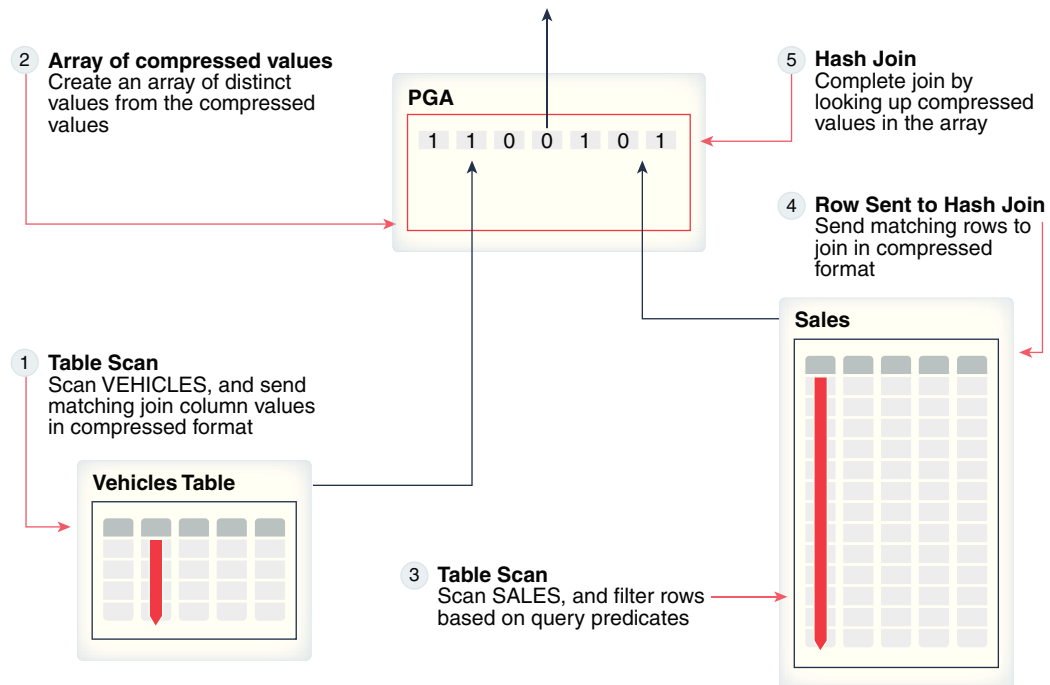 2 Array of compressed values
Create an array of distinct
values from the compressed
values
PGA
1 1 0 0 1 0 1
5 Hash Join
Complete join by
looking up compressed
values in the array
4 Row Sent to Hash Join
Send matching rows to
join in compressed
format
Sales
1 Table Scan
Scan VEHICLES, and send
matching join column values
in compressed format
Vehicles Table
3 Table Scan
Scan SALES, and filter rows
based on query predicates